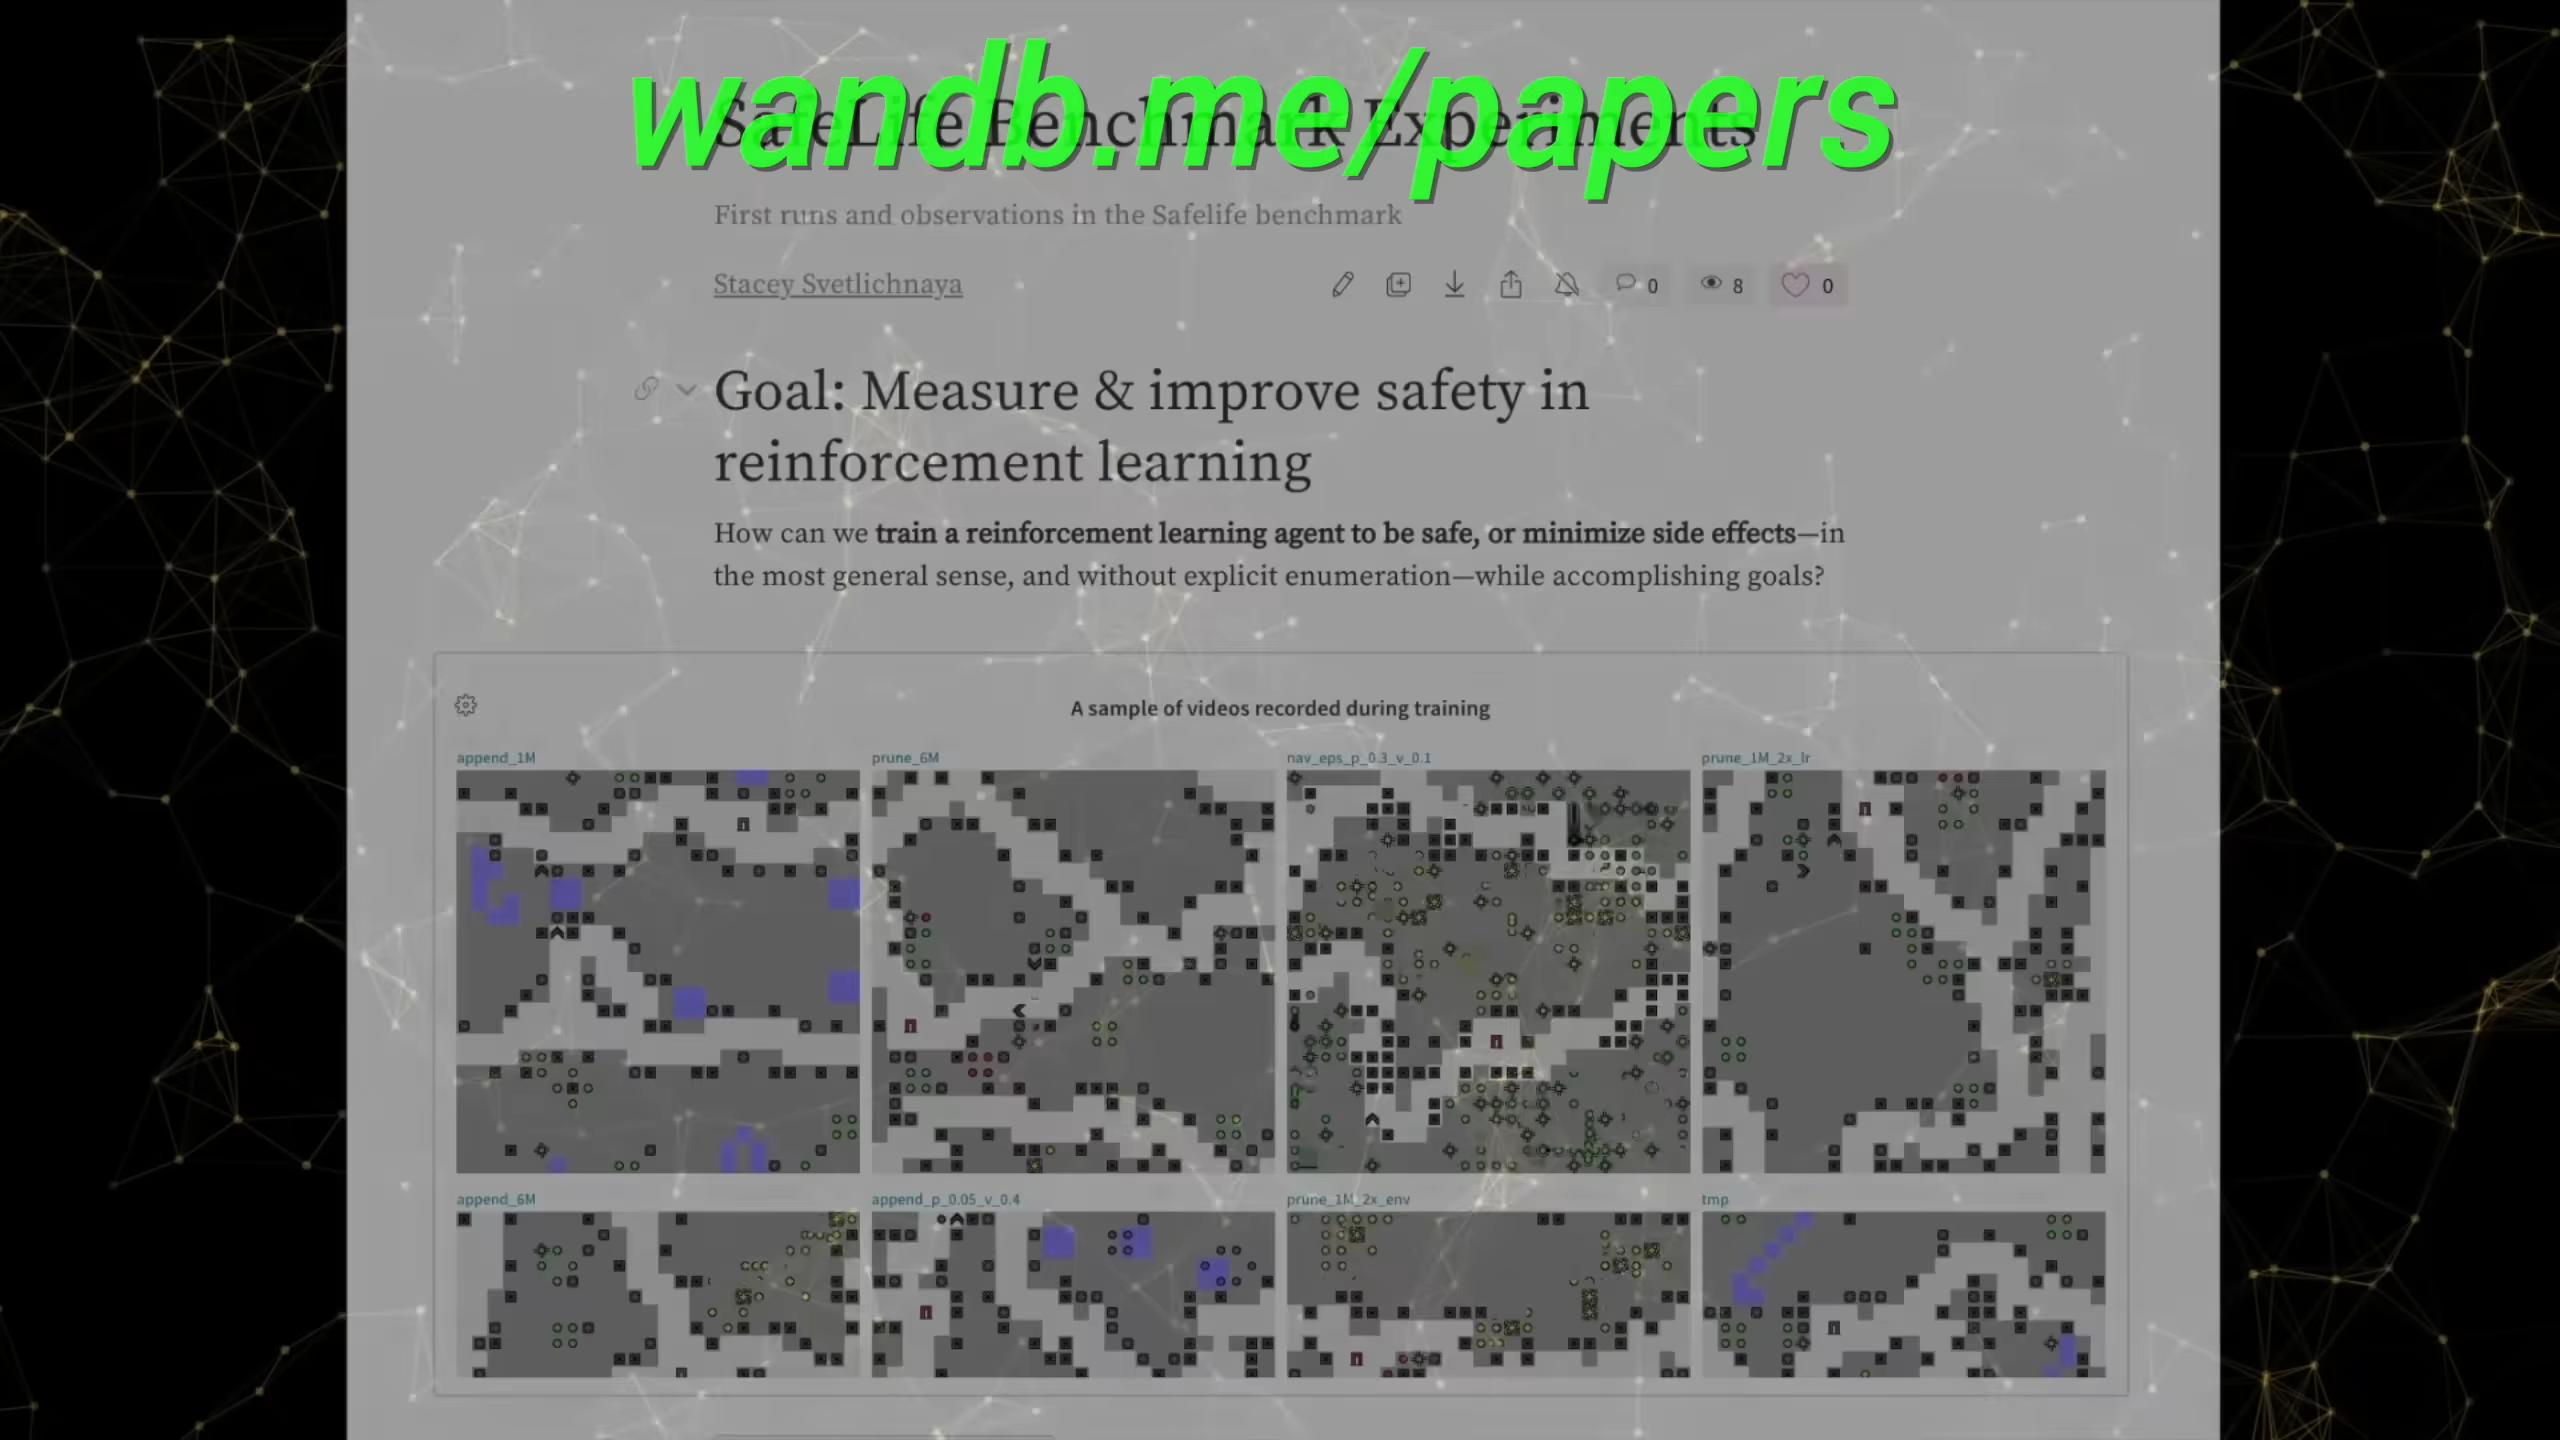 wandb.me/papers
SafeLife Benchmark Experiments
First runs and observations in the Safelife benchmark
Stacey Svetlichnaya
0
8
0
Goal: Measure & improve safety in
reinforcement learning
How can we train a reinforcement learning agent to be safe, or minimize side effects—in
the most general sense, and without explicit enumeration—while accomplishing goals?
A sample of videos recorded during training
append_1M
prune_6M
nav_eps_p_0.3_v_0.1
prune_1M_2x_lr
append_6M
append_p_0.05_v_0.4
prune_1M_2x_env
tmp